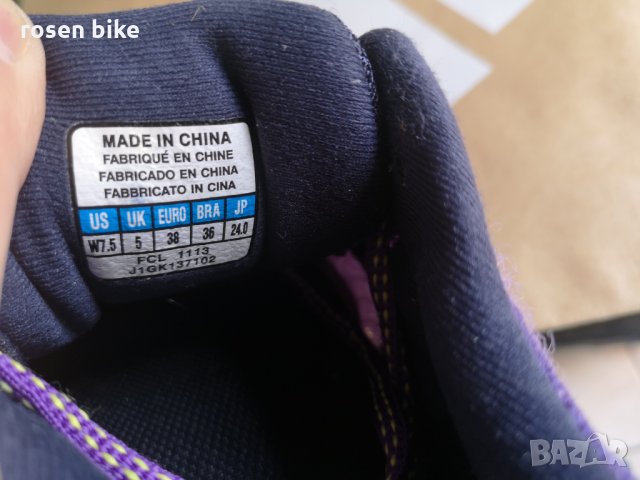 rosen bike
MADE IN CHINA
FABRIQUÉ EN CHINE
FABRICADO EN CHINA
FABBRICATO IN CINA
US UK EURO BRA JP
W7.5 5 38 36 24.0
FCL 1113
J1GK137102
BAZAR